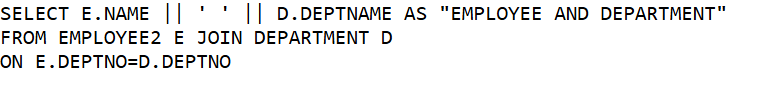 SELECT E.NAME || ' ' || D.DEPTNAME AS "EMPLOYEE AND DEPARTMENT"
FROM EMPLOYEE2 E JOIN DEPARTMENT D
ON E.DEPTNO=D.DEPTNO